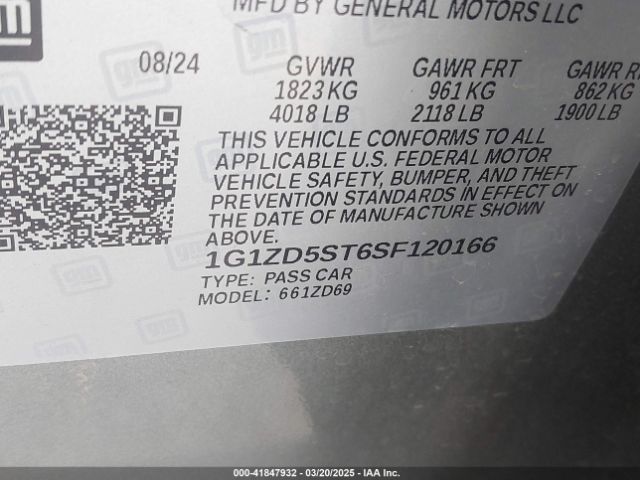 gm
MFD BY GENERAL MOTORS LLC
08/24 GVWR GAWR FRT GAWR
1823 KG 961 KG 862 KG
4018 LB 2118 LB 1900 LB
THIS VEHICLE CONFORMS TO ALL
APPLICABLE U.S. FEDERAL MOTOR
VEHICLE SAFETY, BUMPER, AND THEFT
PREVENTION STANDARDS IN EFFECT ON
THE DATE OF MANUFACTURE SHOWN
ABOVE.
1G1ZD5ST6SF120166
TYPE: PASS CAR
MODEL: 661ZD69
000-41847932 - 03/20/2025 - IAA Inc.